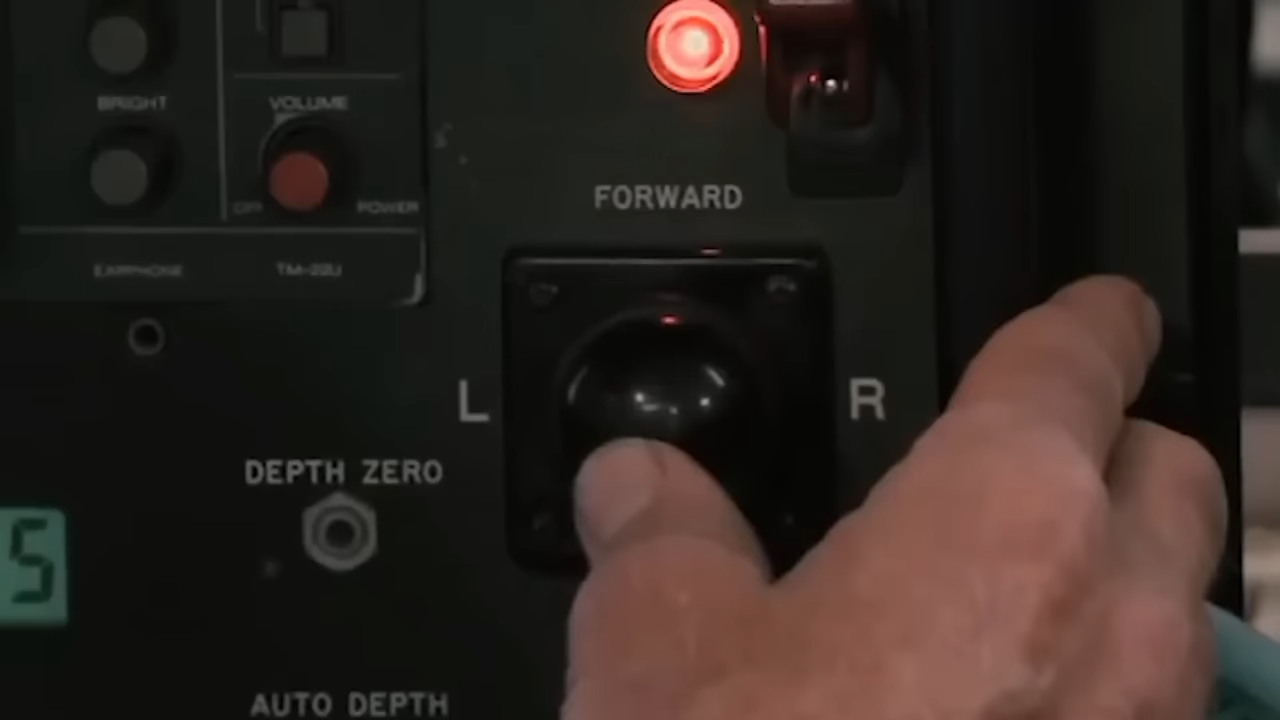 BRIGHT
VOLUME
OFF
POWER
EARPHONE
TM-22U
FORWARD
L
R
DEPTH ZERO
5
AUTO DEPTH